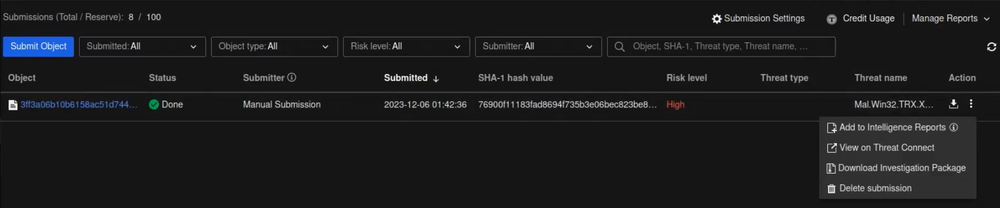 Submissions (Total / Reserve): 8 / 100
Submission Settings
Credit Usage
Manage Reports
Submit Object
Submitted: All
Object type: All
Risk level: All
Submitter: All
Object, SHA-1, Threat type, Threat name, ...
Object Status Submitter Submitted SHA-1 hash value Risk level Threat type Threat name Action
3ff3a06b10b6158ac51d744... Done Manual Submission 2023-12-06 01:42:36 76900f11183fad8694f735b3e06bec823be8... High Mal.Win32.TRX.X...
Add to Intelligence Reports
View on Threat Connect
Download Investigation Package
Delete submission